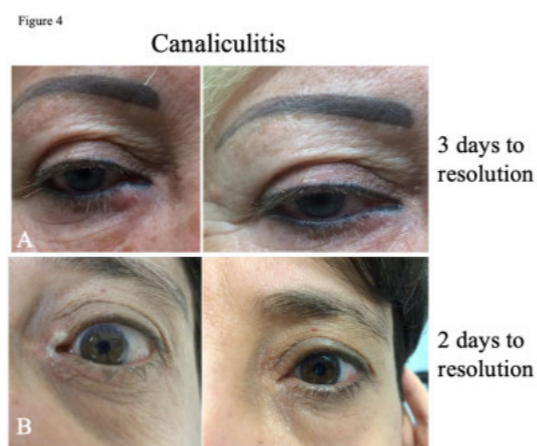 Figure 4
Canaliculitis
3 days to
resolution
A
2 days to
resolution
B